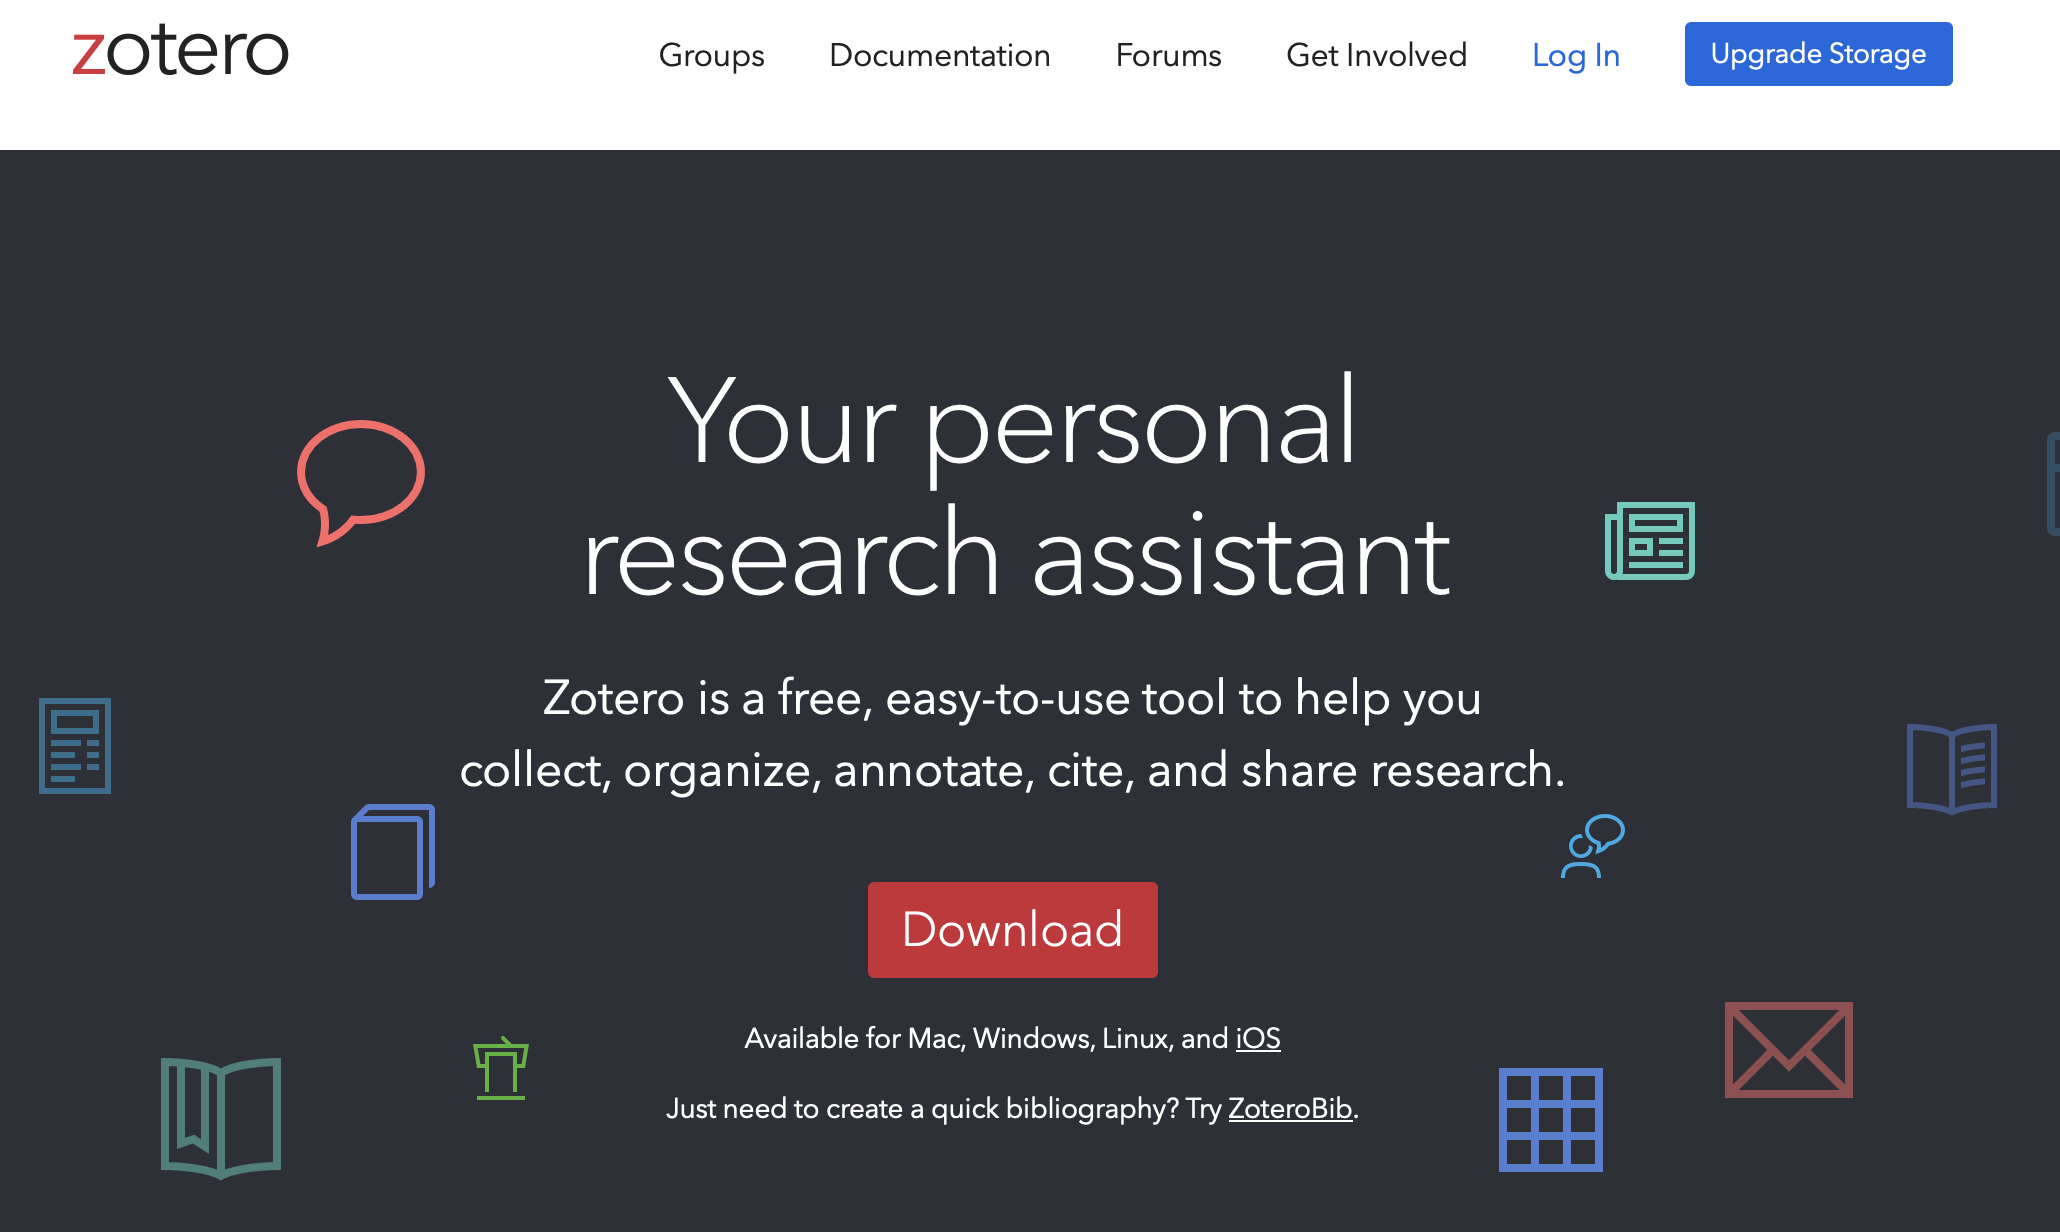 zotero
Groups
Documentation
Forums
Get Involved
Log In
Upgrade Storage
Your personal
research assistant
Zotero is a free, easy-to-use tool to help you
collect, organize, annotate, cite, and share research.
Download
Available for Mac, Windows, Linux, and iOS
Just need to create a quick bibliography? Try ZoteroBib.